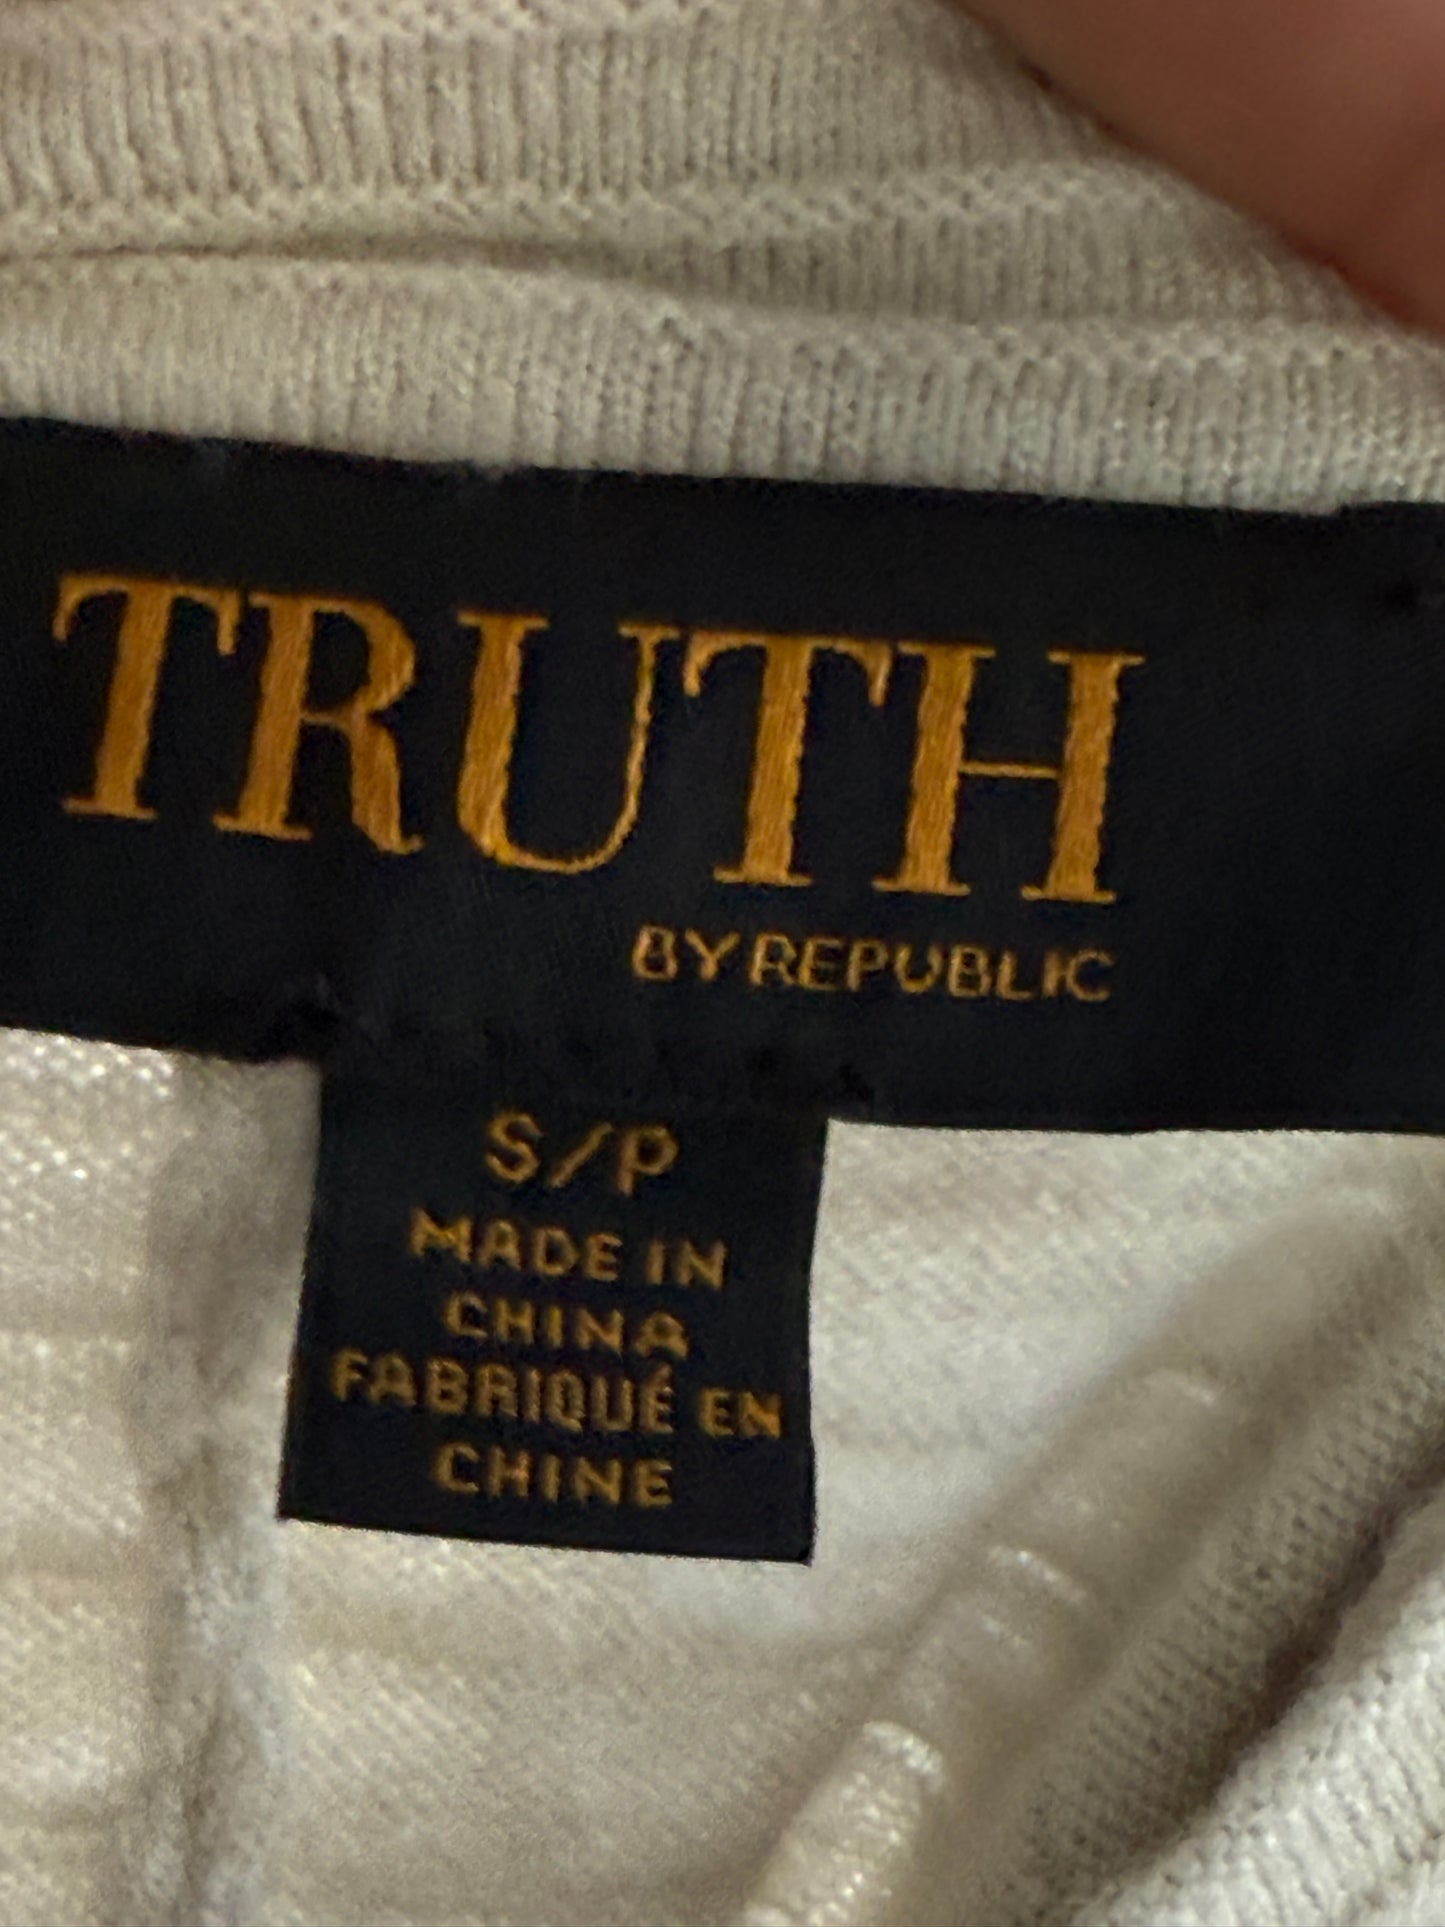 TRUTH
BY REPUBLIC
S/P
MADE IN
CHINA
FABRIQUÉ EN
CHINE